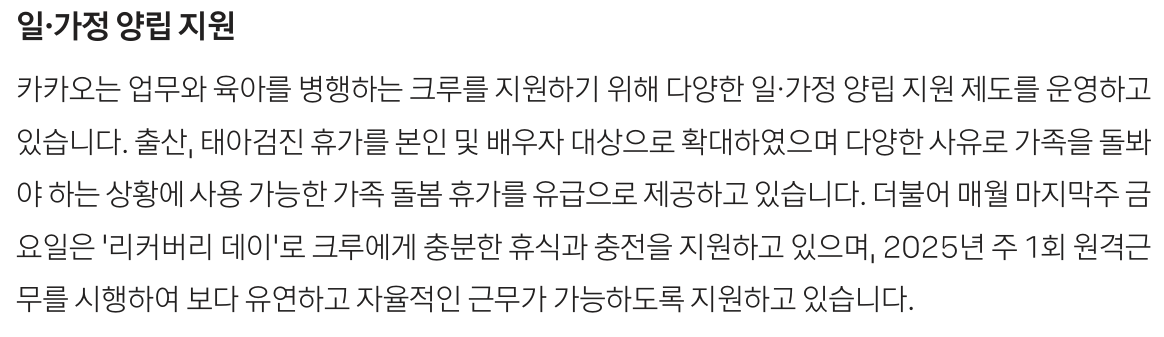 일·가정 양립 지원
카카오는 업무와 육아를 병행하는 크루를 지원하기 위해 다양한 일·가정 양립 지원 제도를 운영하고
있습니다. 출산, 태아검진 휴가를 본인 및 배우자 대상으로 확대하였으며 다양한 사유로 가족을 돌봐
야 하는 상황에 사용 가능한 가족 돌봄 휴가를 유급으로 제공하고 있습니다. 더불어 매월 마지막주 금
요일은 '리커버리 데이'로 크루에게 충분한 휴식과 충전을 지원하고 있으며, 2025년 주 1회 원격근
무를 시행하여 보다 유연하고 자율적인 근무가 가능하도록 지원하고 있습니다.